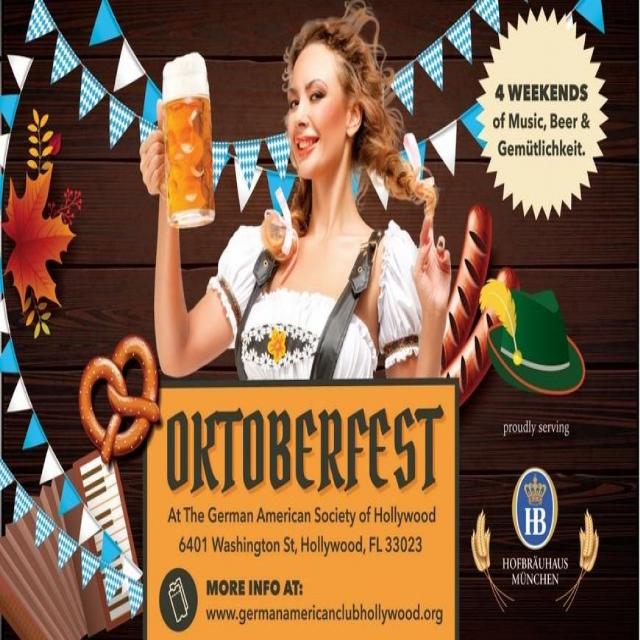 4 WEEKENDS
of Music, Beer &
Gemütlichkeit.
OKTOBERFEST
At The German American Society of Hollywood
6401 Washington St, Hollywood, FL 33023
MORE INFO AT:
www.germanamericanclubhollywood.org
proudly serving
HB
HOFBRÄUHAUS
MÜNCHEN